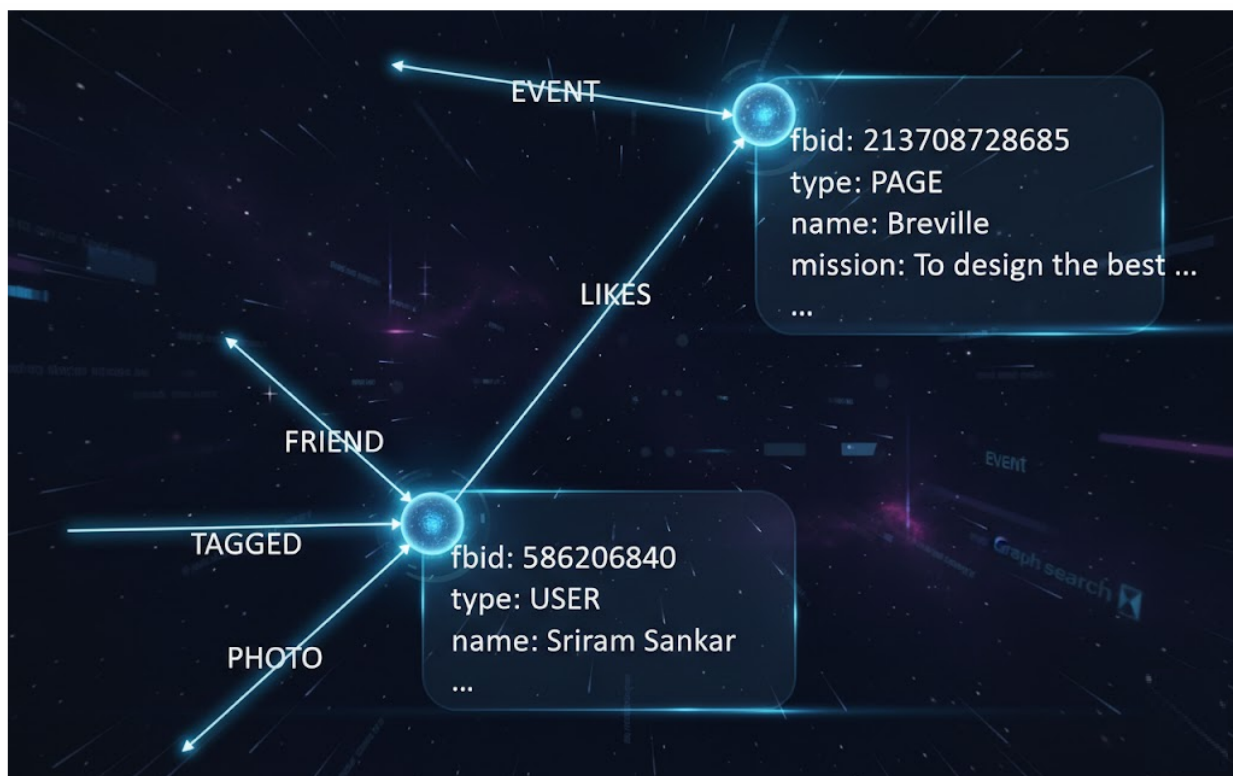 EVENT
fbid: 213708728685
type: PAGE
name: Breville
mission: To design the best ...
...
LIKES
FRIEND
EVENT
TAGGED
fbid: 586206840
type: USER
name: Sriram Sankar
...
PHOTO
Graph search